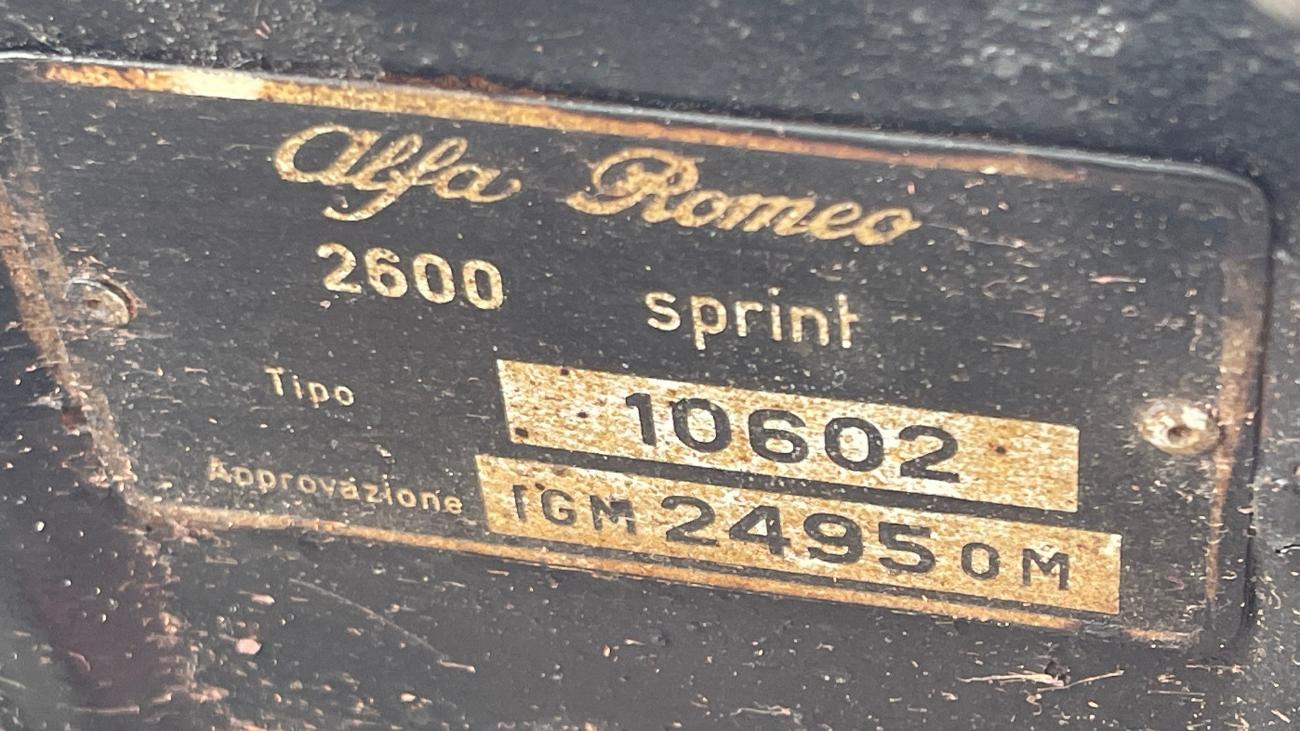 Alfa Romeo
2600 sprint
Tipo 10602
Approvazione IGM 2495 OM